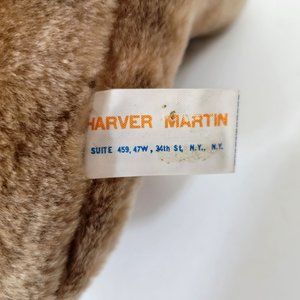 HARVER MARTIN
SUITE 459, 47W, 34th St, N.Y., N.Y.